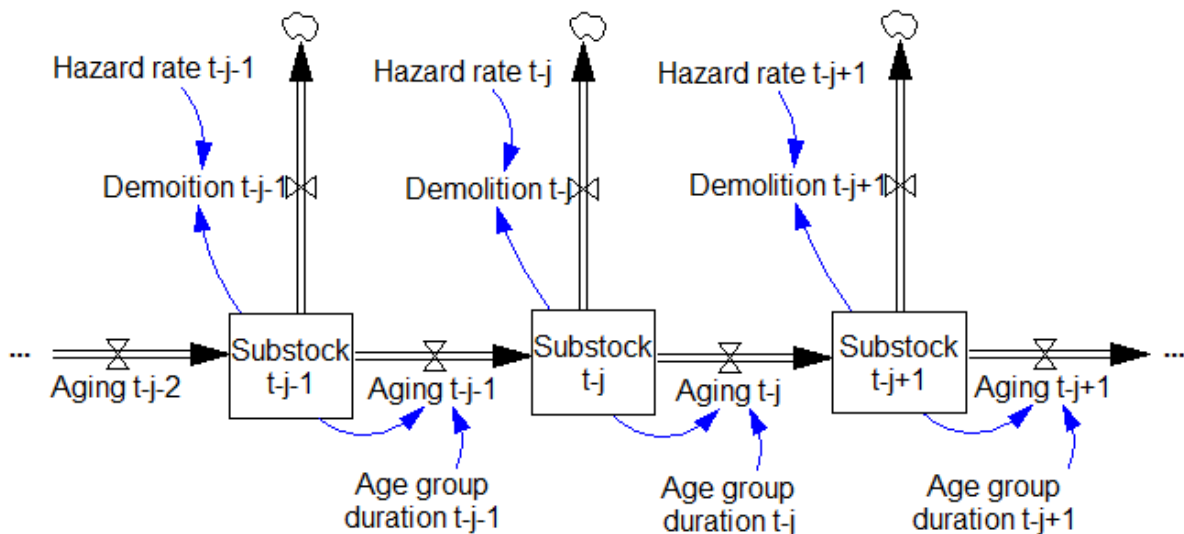 Hazard rate t-j-1
Hazard rate t-j
Hazard rate t-j+1
Demoition t-j-1
Demolition t-j
Demolition t-j+1
...
Aging t-j-2
Substock
t-j-1
Aging t-j-1
Substock
t-j
Aging t-j
Substock
t-j+1
Aging t-j+1
...
Age group
duration t-j-1
Age group
duration t-j
Age group
duration t-j+1